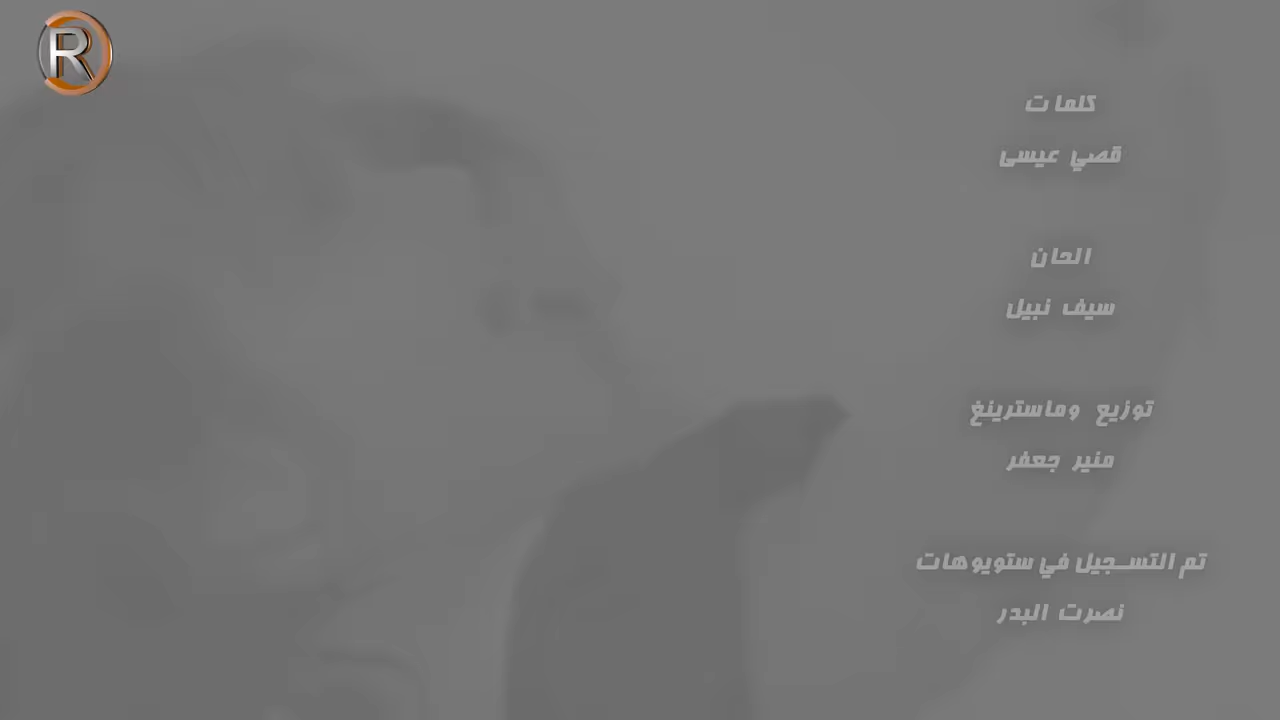 R
كلمات
قصي عيسى
الحان
سيف نبيل
توزيع وماسترينغ
منير جعفر
تم التسجيل في ستويوهات
نصرت البدر